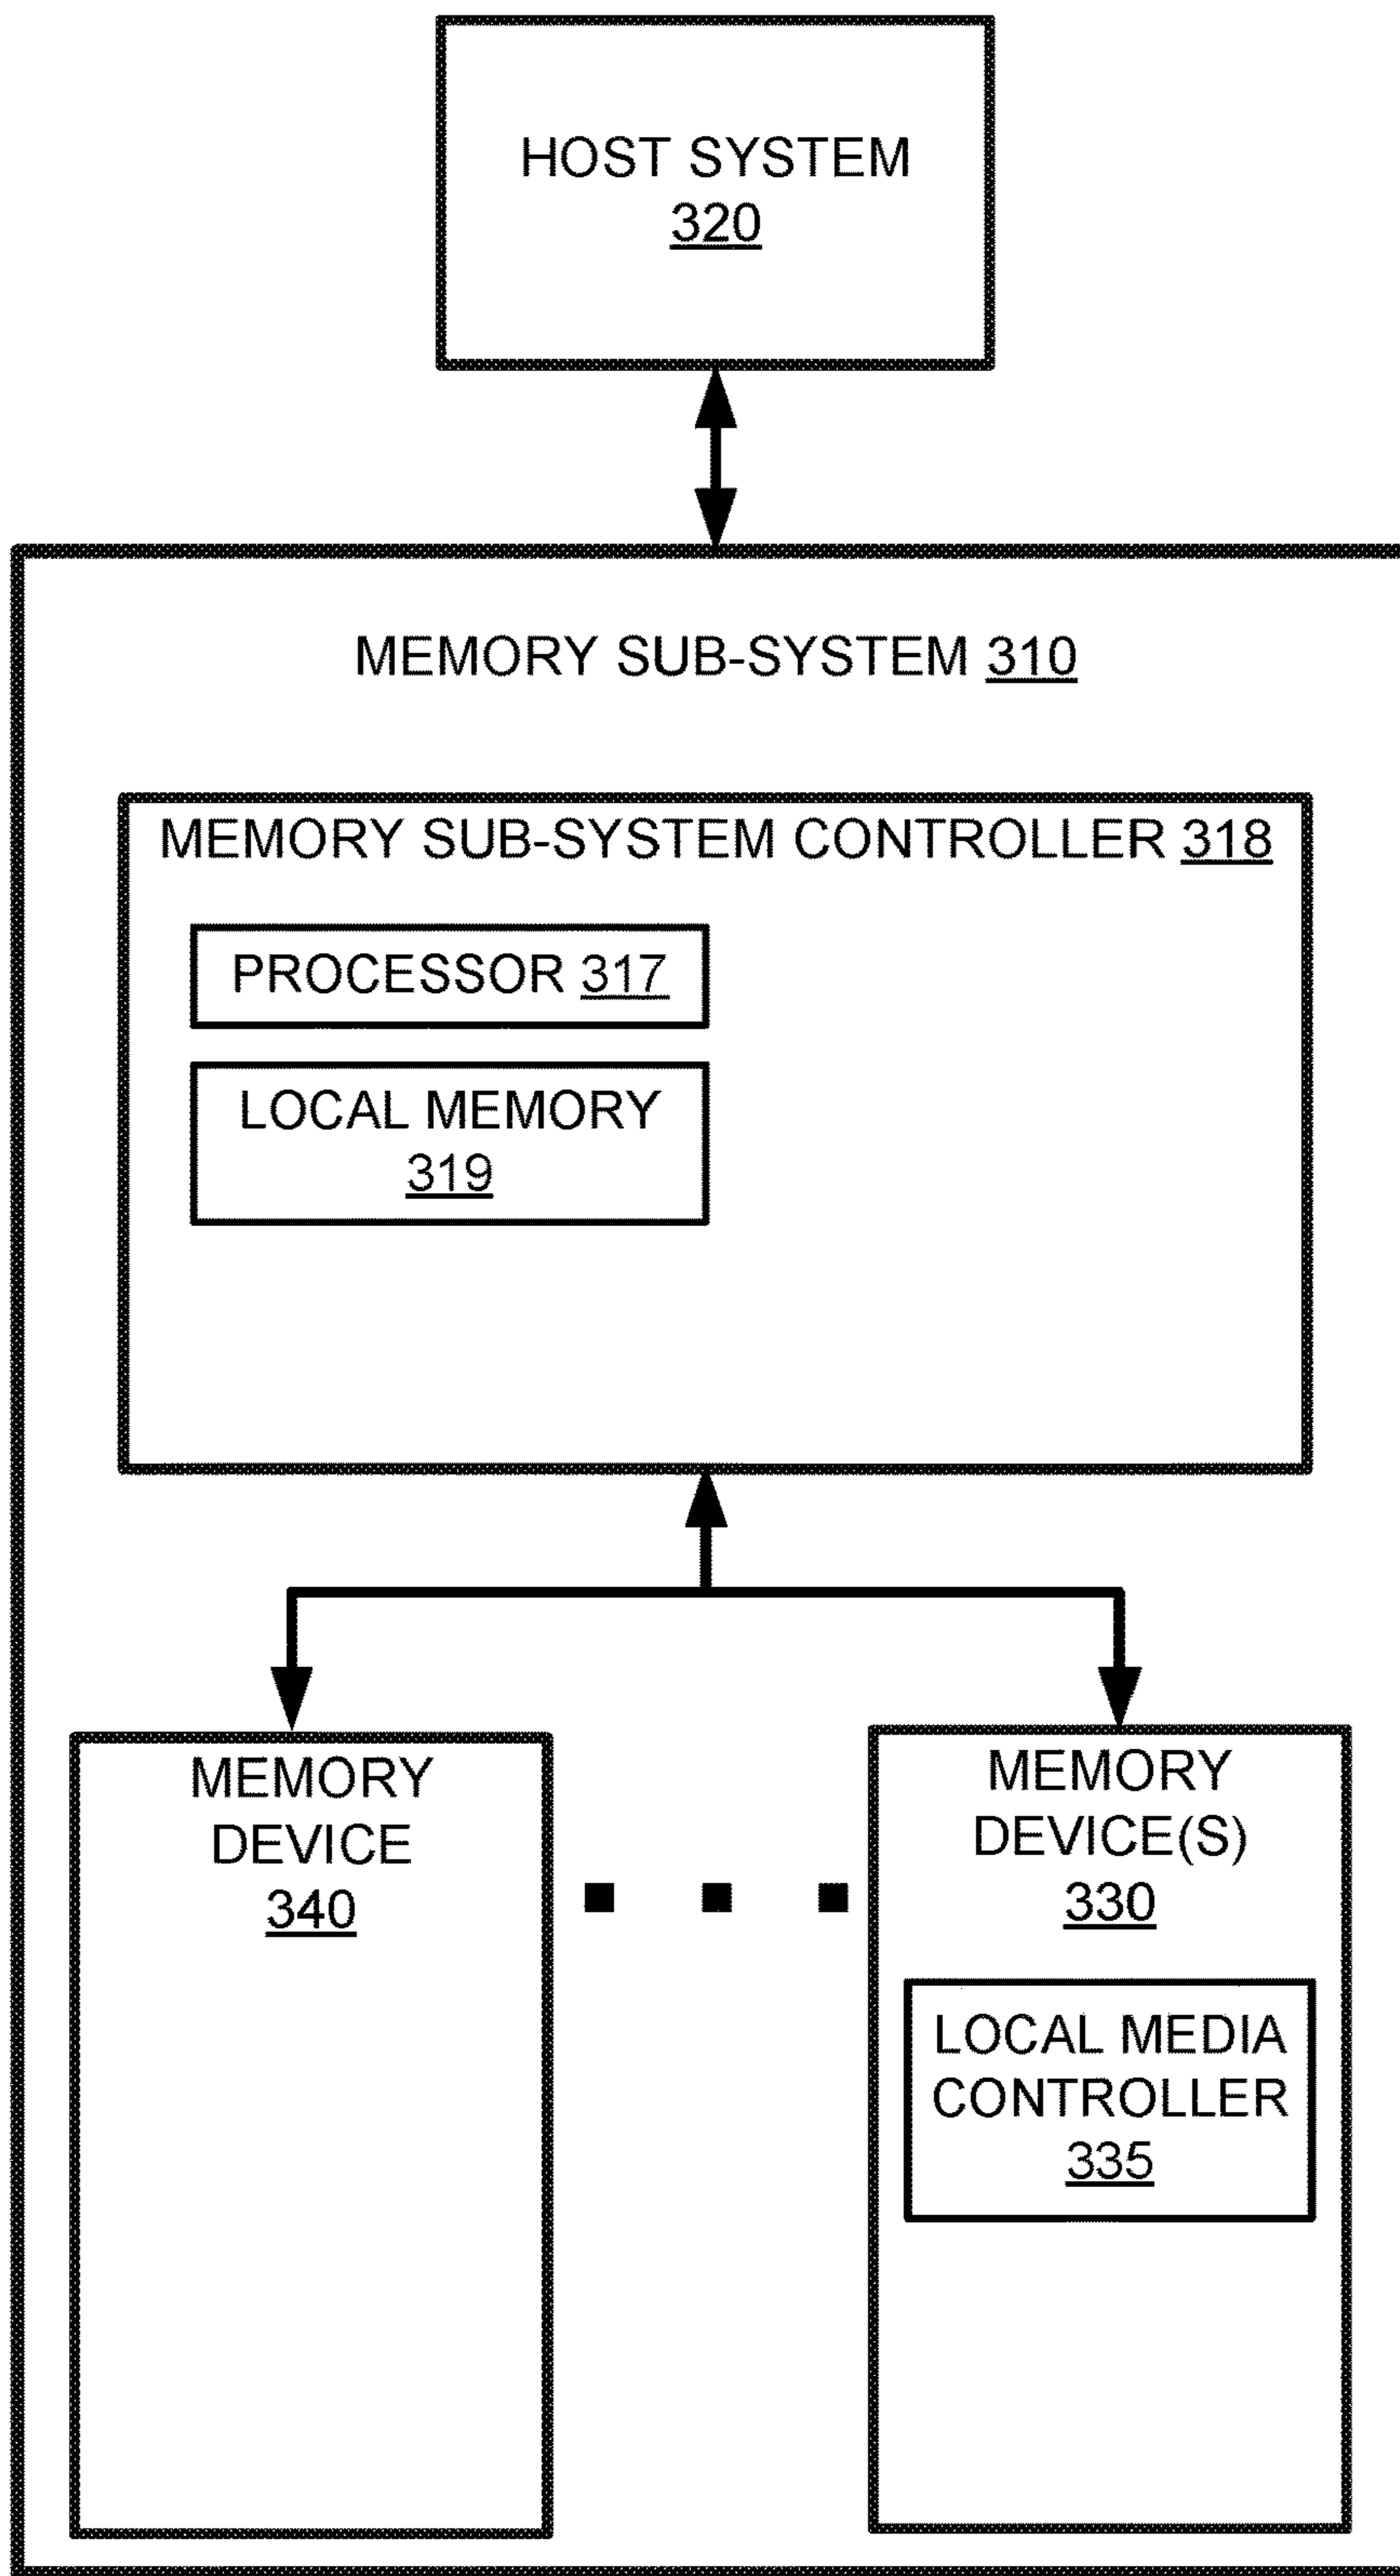 HOST SYSTEM
320
MEMORY SUB-SYSTEM 310
MEMORY SUB-SYSTEM CONTROLLER 318
PROCESSOR 317
LOCAL MEMORY
319
MEMORY
DEVICE
340
MEMORY
DEVICE(S)
330
LOCAL MEDIA
CONTROLLER
335